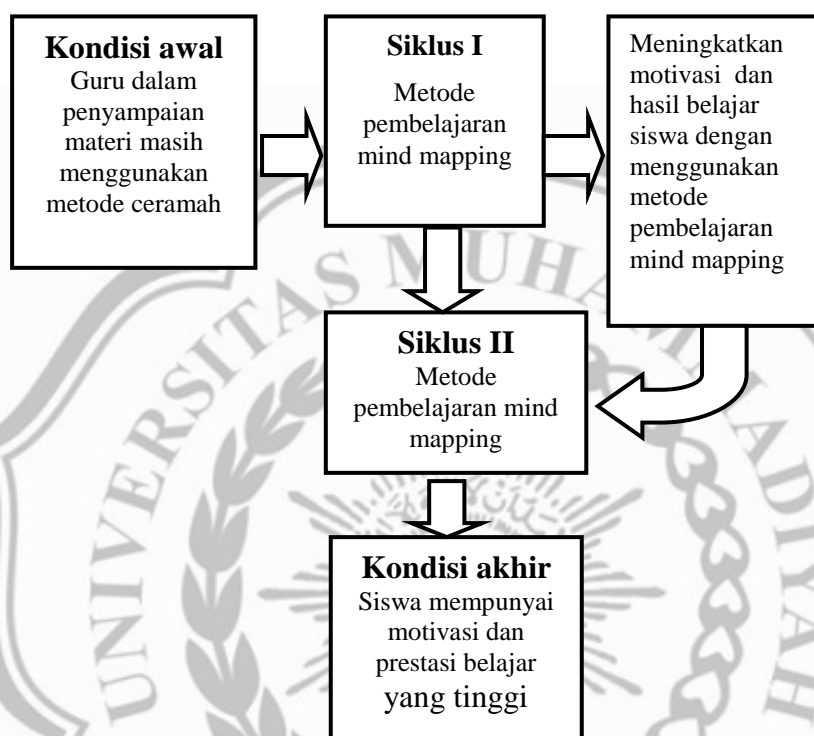 Kondisi awal
Guru dalam
penyampaian
materi masih
menggunakan
metode ceramah
Siklus I
Metode
pembelajaran
mind mapping
Meningkatkan
motivasi dan
hasil belajar
siswa dengan
menggunakan
metode
pembelajaran
mind mapping
Siklus II
Metode
pembelajaran mind
mapping
Kondisi akhir
Siswa mempunyai
motivasi dan
prestasi belajar
yang tinggi